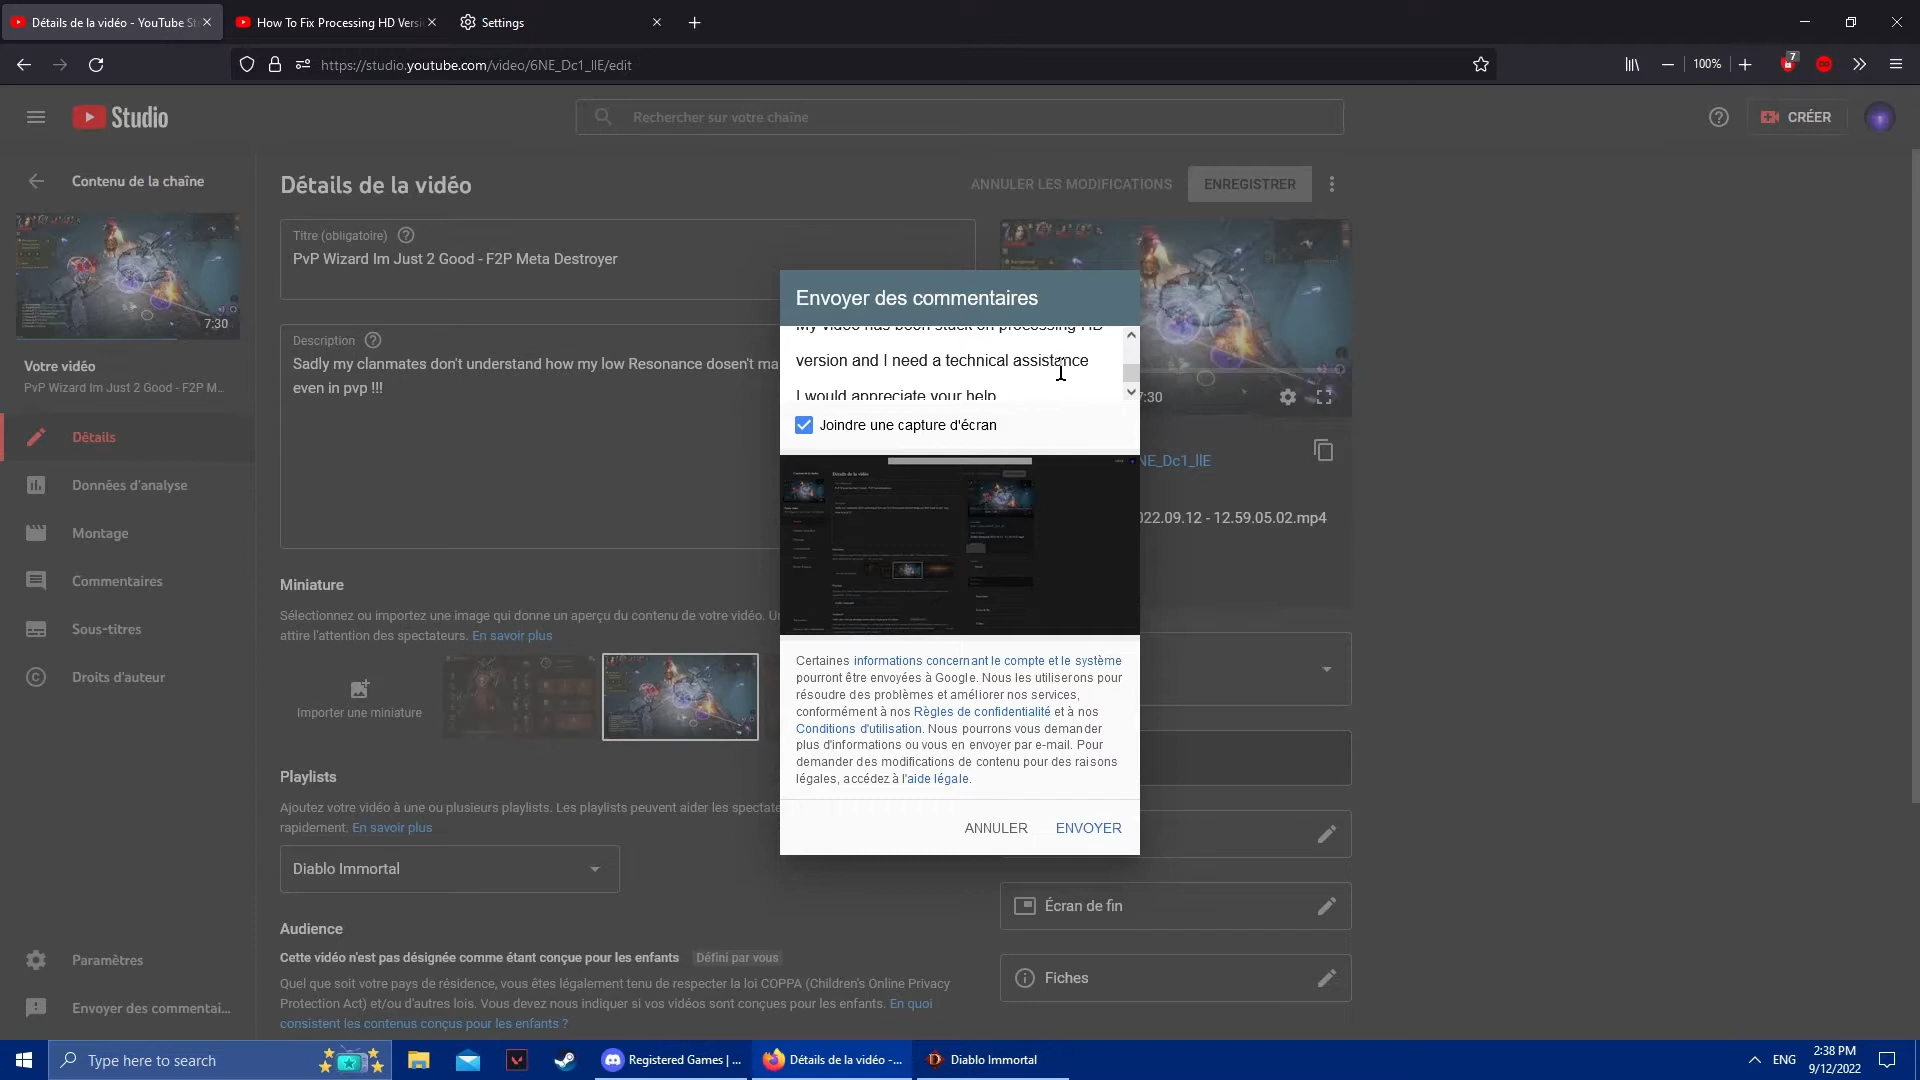 Détails de la vidéo - YouTube St
How To Fix Processing HD Versi
Settings
https://studio.youtube.com/video/6NE_Dc1_llE/edit
100%
7
Studio
Rechercher sur votre chaîne
CRÉER
Contenu de la chaîne
7:30
Votre vidéo
PvP Wizard Im Just 2 Good - F2P M...
Détails
Données d'analyse
Montage
Commentaires
Sous-titres
Droits d'auteur
Paramètres
Envoyer des commentai...
Détails de la vidéo
ANNULER LES MODIFICATIONS
ENREGISTRER
Titre (obligatoire)
PvP Wizard Im Just 2 Good - F2P Meta Destroyer
Description
Sadly my clanmates don't understand how my low Resonance dosen't ma
even in pvp !!!
Miniature
Sélectionnez ou importez une image qui donne un aperçu du contenu de votre vidéo. Un
attire l'attention des spectateurs. En savoir plus
Importer une miniature
Playlists
Ajoutez votre vidéo à une ou plusieurs playlists. Les playlists peuvent aider les spectate
rapidement. En savoir plus
Diablo Immortal
Audience
Cette vidéo n'est pas désignée comme étant conçue pour les enfants
Défini par vous
Quel que soit votre pays de résidence, vous êtes légalement tenu de respecter la loi COPPA (Children's Online Privacy
Protection Act) et/ou d'autres lois. Vous devez nous indiquer si vos vidéos sont conçues pour les enfants. En quoi
consistent les contenus conçus pour les enfants ?
Envoyer des commentaires
My video has been stuck on processing HD
version and I need a technical assistance
I would appreciate your help
Joindre une capture d'écran
Certaines informations concernant le compte et le système
pourront être envoyées à Google. Nous les utiliserons pour
résoudre des problèmes et améliorer nos services,
conformément à nos Règles de confidentialité et à nos
Conditions d'utilisation. Nous pourrons vous demander
plus d'informations ou vous en envoyer par e-mail. Pour
demander des modifications de contenu pour des raisons
légales, accédez à l'aide légale.
ANNULER
ENVOYER
7:30
NE_Dc1_llE
022.09.12 - 12.59.05.02.mp4
Écran de fin
Fiches
Type here to search
Registered Games | ...
Détails de la vidéo -...
Diablo Immortal
ENG
2:38 PM
9/12/2022